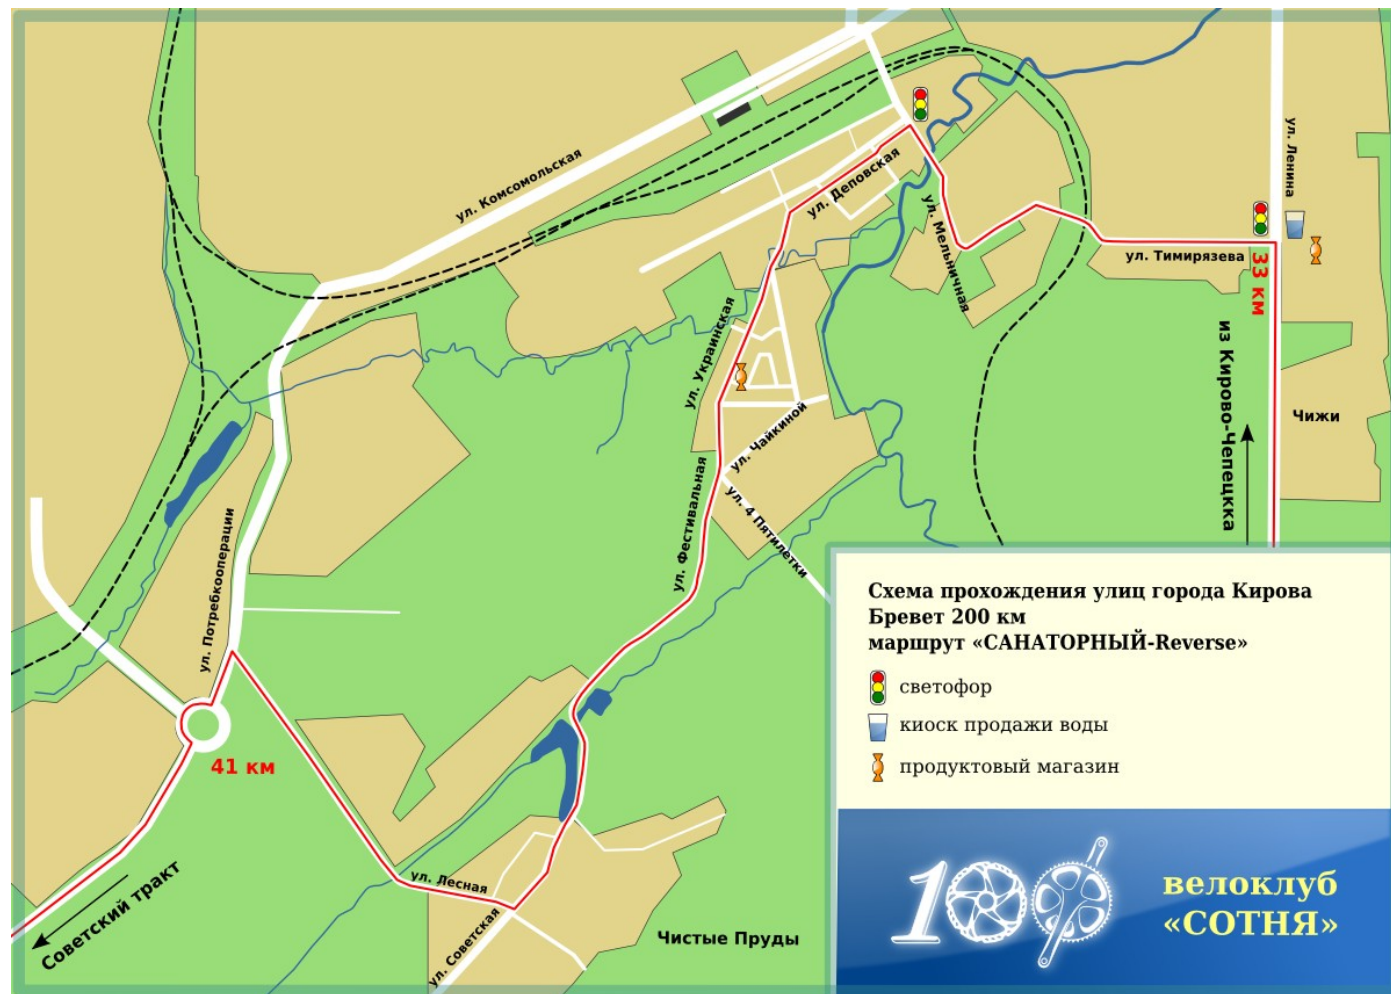 ул. Комсомольская
ул. Деповская
ул. Ленина
ул. Мельничная
ул. Тимирязева
33 км
ул. Украинская
из Кирово-Чепецкка
Чижи
ул. Чайкиной
ул. Фестивальная
ул. 4 Пятилетки
ул. Потребкооперации
41 км
Советский тракт
ул. Лесная
ул. Советская
Чистые Пруды
Схема прохождения улиц города Кирова
Бревет 200 км
маршрут «САНАТОРНЫЙ-Reverse»
светофор
киоск продажи воды
продуктовый магазин
100
велоклуб
«СОТНЯ»